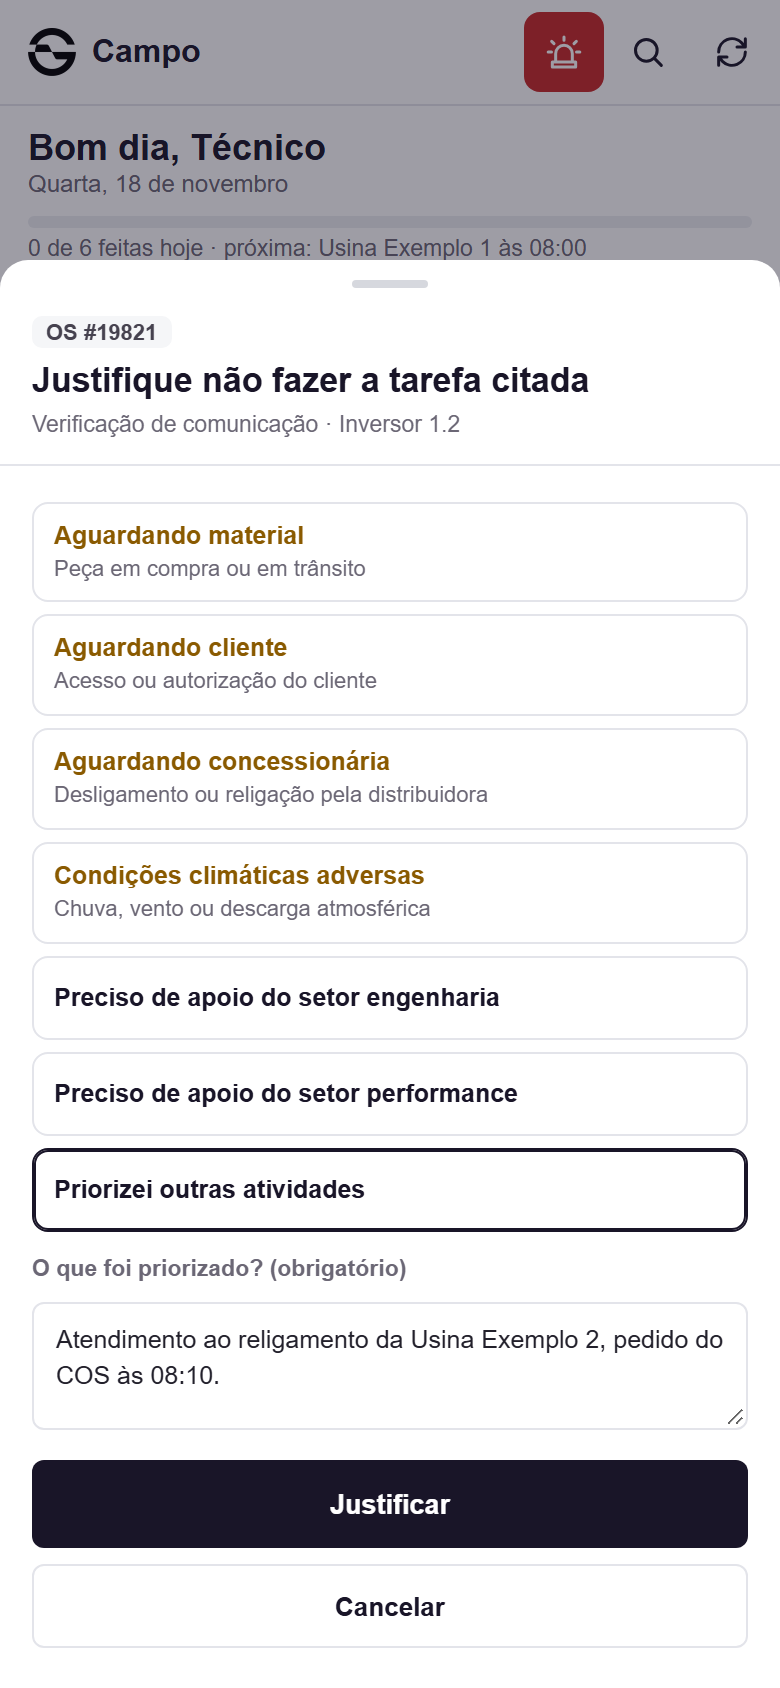 Campo
Bom dia, Técnico
Quarta, 18 de novembro
0 de 6 feitas hoje · próxima: Usina Exemplo 1 às 08:00
OS #19821
Justifique não fazer a tarefa citada
Verificação de comunicação · Inversor 1.2
Aguardando material
Peça em compra ou em trânsito
Aguardando cliente
Acesso ou autorização do cliente
Aguardando concessionária
Desligamento ou religação pela distribuidora
Condições climáticas adversas
Chuva, vento ou descarga atmosférica
Preciso de apoio do setor engenharia
Preciso de apoio do setor performance
Priorizei outras atividades
O que foi priorizado? (obrigatório)
Atendimento ao religamento da Usina Exemplo 2, pedido do
COS às 08:10.
Justificar
Cancelar